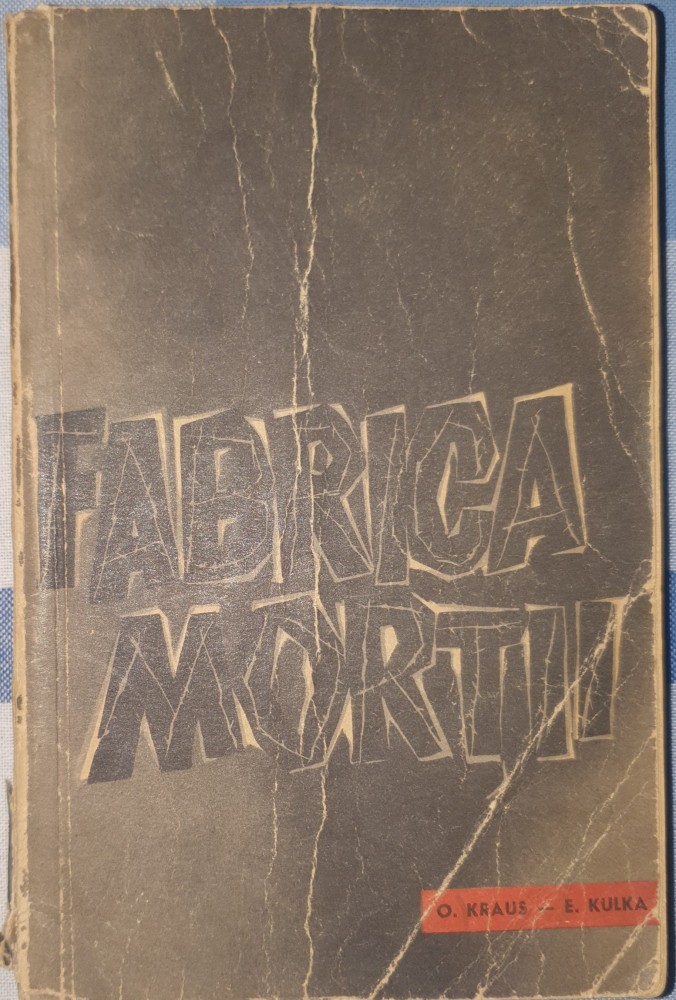 FABRICA
MORȚII
O. KRAUS – E. KULKA